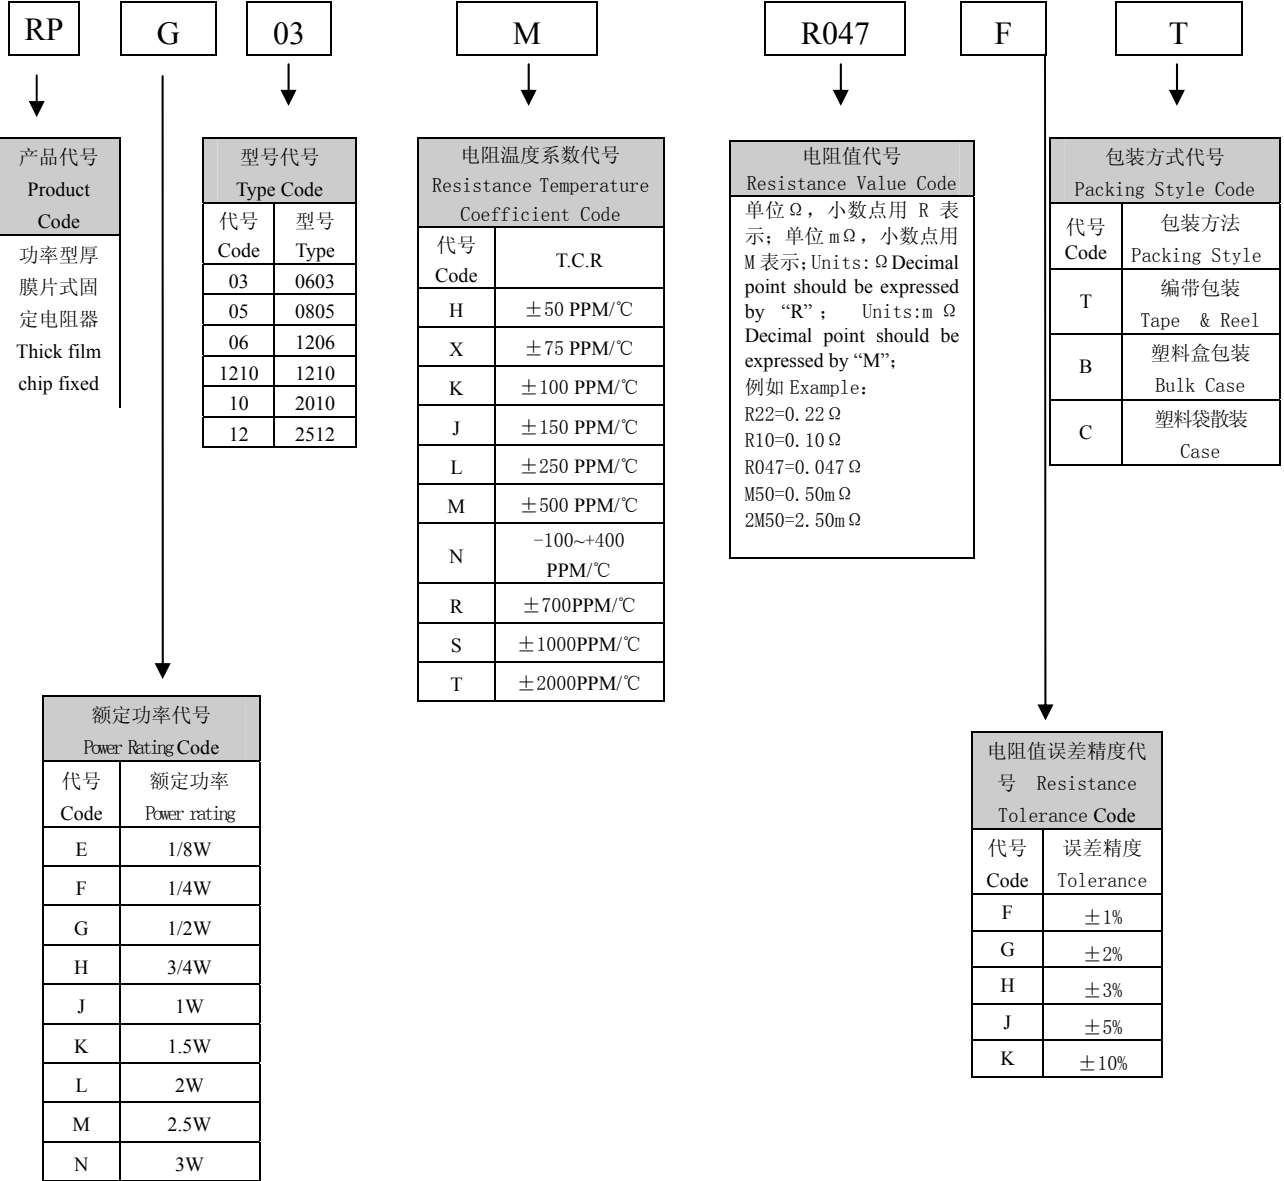 RP G 03 M R047 F T
产品代号
Product
Code
功率型厚
膜片式固
定电阻器
Thick film
chip fixed
型号代号
Type Code
代号 型号
Code Type
03 0603
05 0805
06 1206
1210 1210
10 2010
12 2512
电阻温度系数代号
Resistance Temperature
Coefficient Code
代号
Code T.C.R
H ±50 PPM/℃
X ±75 PPM/℃
K ±100 PPM/℃
J ±150 PPM/℃
L ±250 PPM/℃
M ±500 PPM/℃
N -100~+400
PPM/℃
R ±700PPM/℃
S ±1000PPM/℃
T ±2000PPM/℃
电阻值代号
Resistance Value Code
单位Ω，小数点用 R 表
示；单位 mΩ，小数点用
M 表示；Units: Ω Decimal
point should be expressed
by “R”； Units:m Ω
Decimal point should be
expressed by “M”；
例如 Example：
R22=0.22Ω
R10=0.10Ω
R047=0.047Ω
M50=0.50mΩ
2M50=2.50mΩ
包装方式代号
Packing Style Code
代号 包装方法
Code Packing Style
T 编带包装
Tape & Reel
B 塑料盒包装
Bulk Case
C 塑料袋散装
Case
额定功率代号
Power Rating Code
代号 额定功率
Code Power rating
E 1/8W
F 1/4W
G 1/2W
H 3/4W
J 1W
K 1.5W
L 2W
M 2.5W
N 3W
电阻值误差精度代
号 Resistance
Tolerance Code
代号 误差精度
Code Tolerance
F ±1%
G ±2%
H ±3%
J ±5%
K ±10%